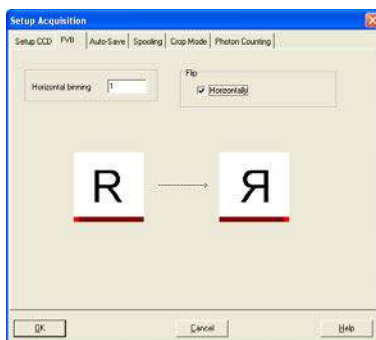 Setup Acquisition
Setup CCD FVB Auto-Save Spooling Crop Mode Photon Counting
Flip
Horizontal binning 1
Horizontally
R Я
OK Cancel Help